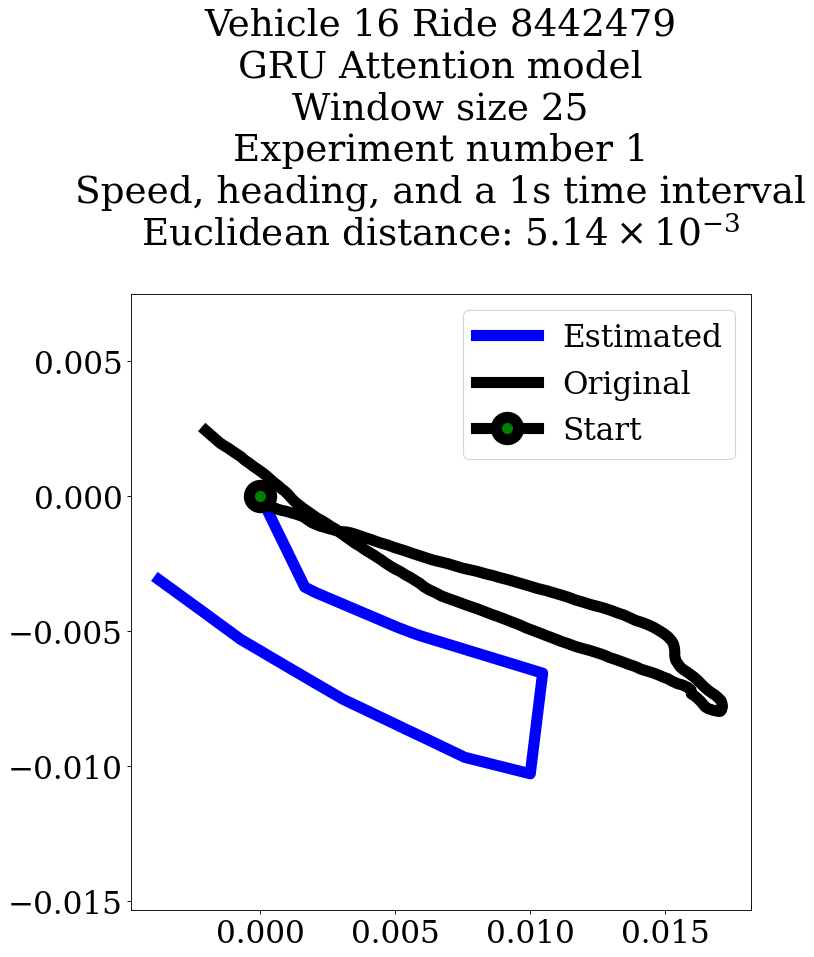 Vehicle 16 Ride 8442479
GRU Attention model
Window size 25
Experiment number 1
Speed, heading, and a 1s time interval
Euclidean distance: 5.14 × 10⁻³
Estimated
Original
Start
0.005
0.000
−0.005
−0.010
−0.015
0.000 0.005 0.010 0.015